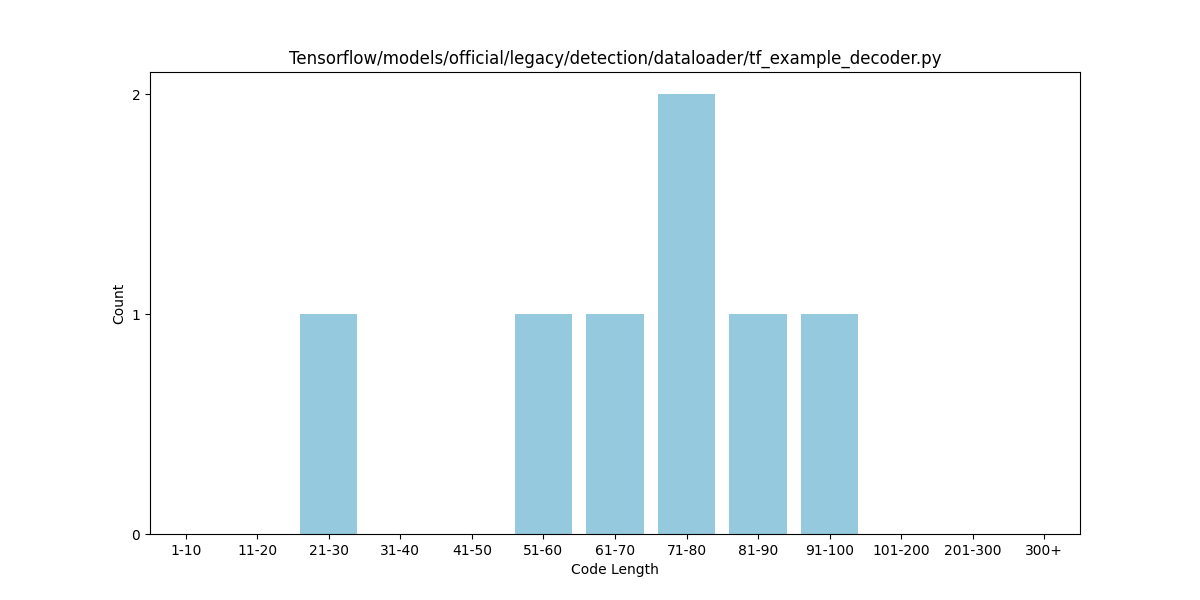 Tensorflow/models/official/legacy/detection/dataloader/tf_example_decoder.py
2
1
0
Count
1-10 11-20 21-30 31-40 41-50 51-60 61-70 71-80 81-90 91-100 101-200 201-300 300+
Code Length